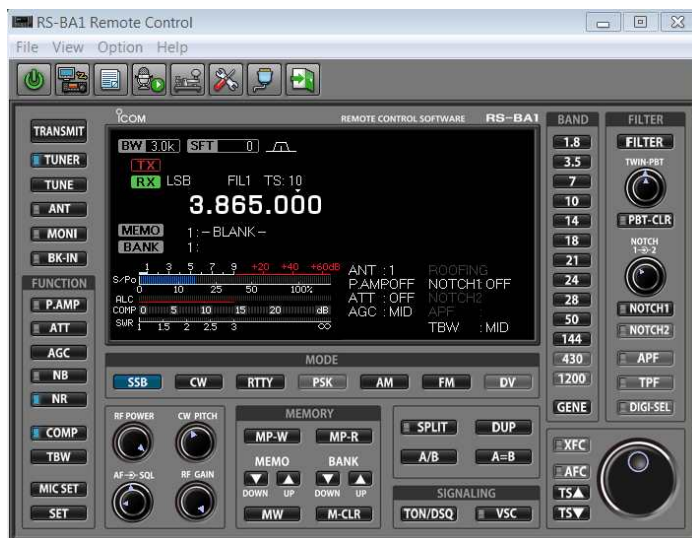 RS-BA1 Remote Control
File View Option Help
ICOM REMOTE CONTROL SOFTWARE RS-BA1
TRANSMIT
TUNER
TUNE
ANT
MONI
BK-IN
FUNCTION
P.AMP
ATT
AGC
NB
NR
COMP
TBW
MIC SET
SET
BW 3.0k SFT 0
TX
RX LSB FIL1 TS: 10
3.865.000
MEMO 1: – BLANK –
BANK 1:
1 3 5 7 9 +20 +40 +60dB
S/Po
0 10 25 50 100%
ALC
COMP 0 5 10 15 20 dB
SWR 1 1.5 2 2.5 3 ∞
ANT :1 ROOFING
P.AMPOFF NOTCH1:OFF
ATT :OFF NOTCH2
AGC :MID APF :
TBW :MID
MODE
SSB CW RTTY PSK AM FM DV
RF POWER CW PITCH
AF SQL RF GAIN
MEMORY
MP-W MP-R
MEMO BANK
DOWN UP DOWN UP
MW M-CLR
SPLIT DUP
A/B A=B
SIGNALING
TON/DSQ VSC
BAND
1.8
3.5
7
10
14
18
21
24
28
50
144
430
1200
GENE
FILTER
FILTER
TWIN-PBT
PBT-CLR
NOTCH
1 2
NOTCH1
NOTCH2
APF
TPF
DIGI-SEL
XFC
AFC
TS▲
TS▼